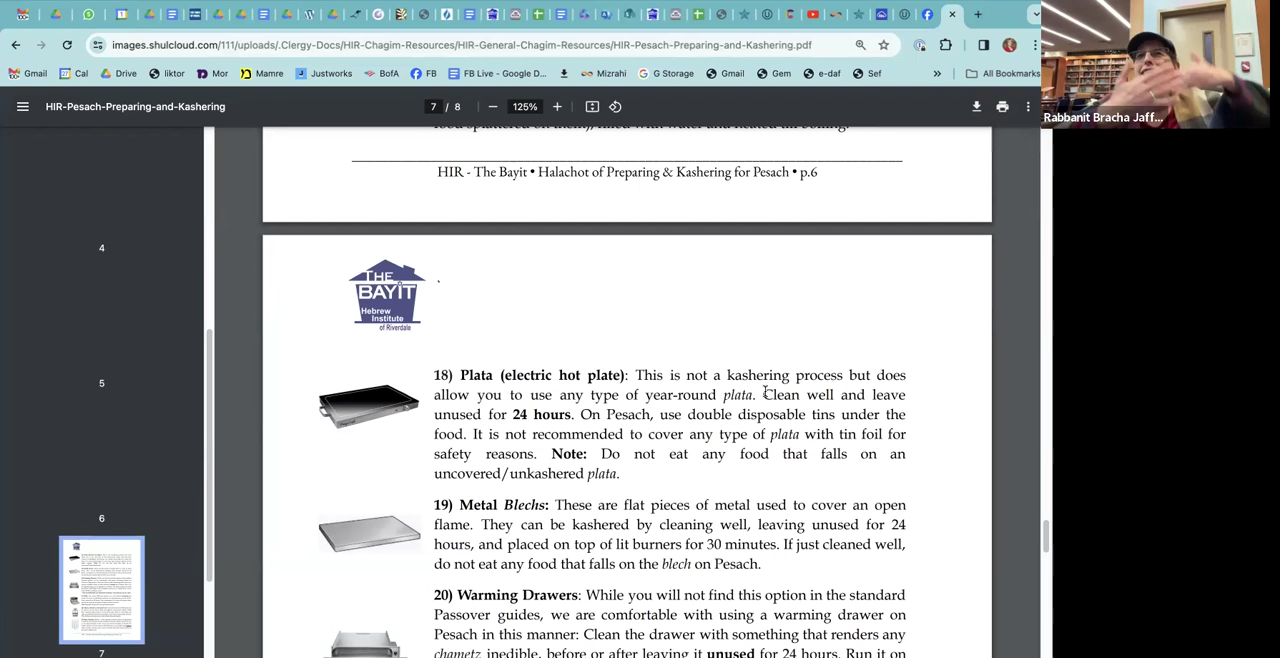 images.shulcloud.com/111/uploads/.Clergy-Docs/HIR-Chagim-Resources/HIR-General-Chagim-Resources/HIR-Pesach-Preparing-and-Kashering.pdf
Gmail Cal Drive liktor Mor Mamre Justworks BofA FB FB Live - Google D... Mizrahi G Storage Gmail Gem e-daf Sef » All Bookmarks
Rabbanit Bracha Jaff...
HIR-Pesach-Preparing-and-Kashering 7 / 8 125%
HIR - The Bayit • Halachot of Preparing & Kashering for Pesach • p.6
4
5
6
7
THE
BAYIT
Hebrew
Institute
of Riverdale
18) Plata (electric hot plate): This is not a kashering process but does
allow you to use any type of year-round plata. Clean well and leave
unused for 24 hours. On Pesach, use double disposable tins under the
food. It is not recommended to cover any type of plata with tin foil for
safety reasons. Note: Do not eat any food that falls on an
uncovered/unkashered plata.
19) Metal Blechs: These are flat pieces of metal used to cover an open
flame. They can be kashered by cleaning well, leaving unused for 24
hours, and placed on top of lit burners for 30 minutes. If just cleaned well,
do not eat any food that falls on the blech on Pesach.
20) Warming Drawers: While you will not find this option in the standard
Passover guides, we are comfortable with using a warming drawer on
Pesach in this manner: Clean the drawer with something that renders any
chametz inedible, before or after leaving it unused for 24 hours. Run it on